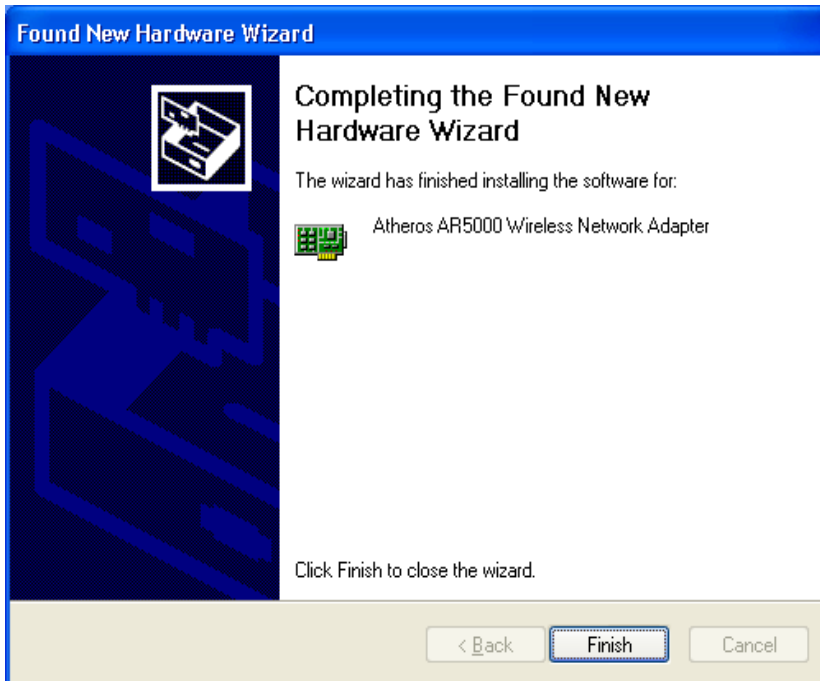 Found New Hardware Wizard
Completing the Found New
Hardware Wizard
The wizard has finished installing the software for:
Atheros AR5000 Wireless Network Adapter
Click Finish to close the wizard.
< Back
Finish
Cancel